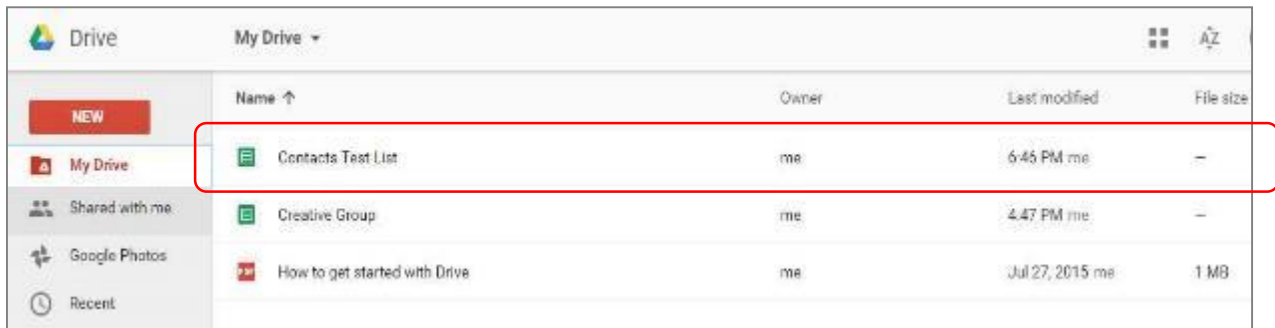 Drive
My Drive
Name ↑ Owner Last modified File size
NEW
Contacts Test List me 6:46 PM me –
My Drive
Shared with me
Creative Group me 4:47 PM me –
Google Photos
How to get started with Drive me Jul 27, 2015 me 1 MB
Recent